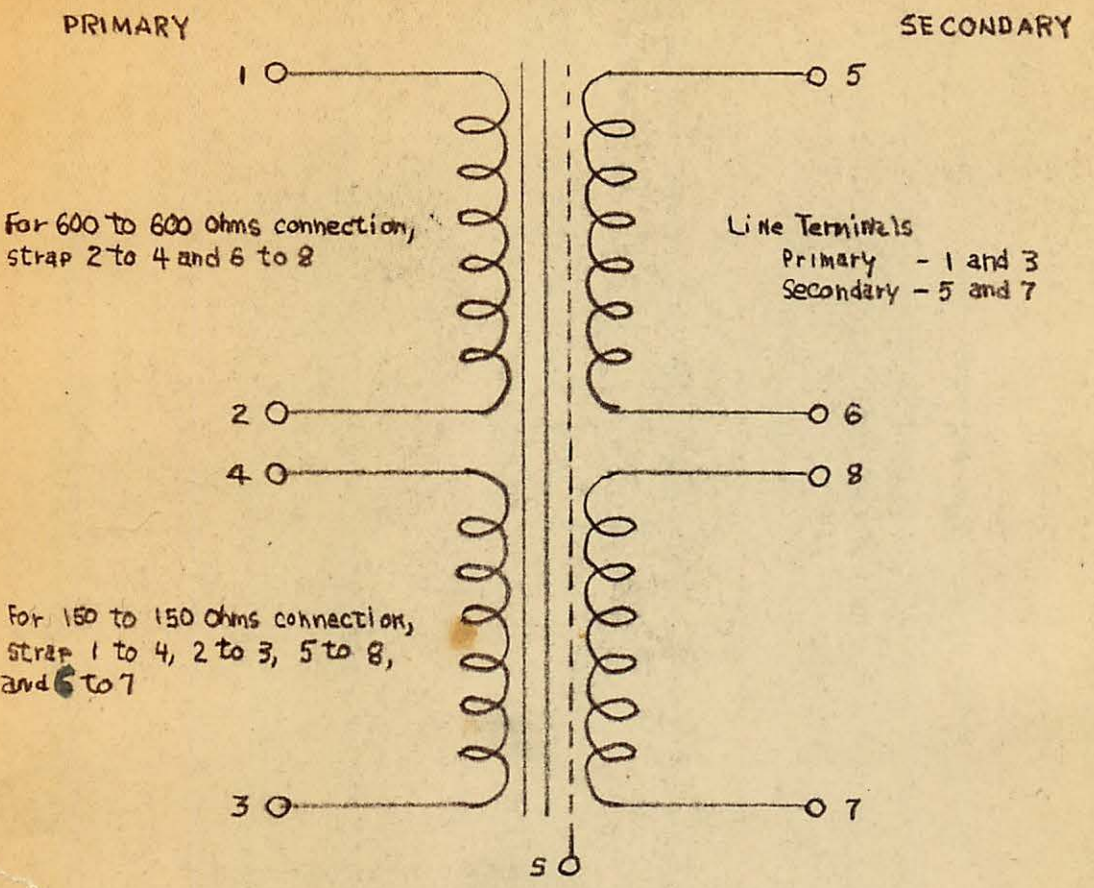 PRIMARY
SECONDARY
1
5
For 600 to 600 Ohms connection,
strap 2 to 4 and 6 to 8
Line Terminals
Primary - 1 and 3
Secondary - 5 and 7
2
6
4
8
For 150 to 150 Ohms connection,
Strap 1 to 4, 2 to 3, 5 to 8,
and 6 to 7
3
7
S